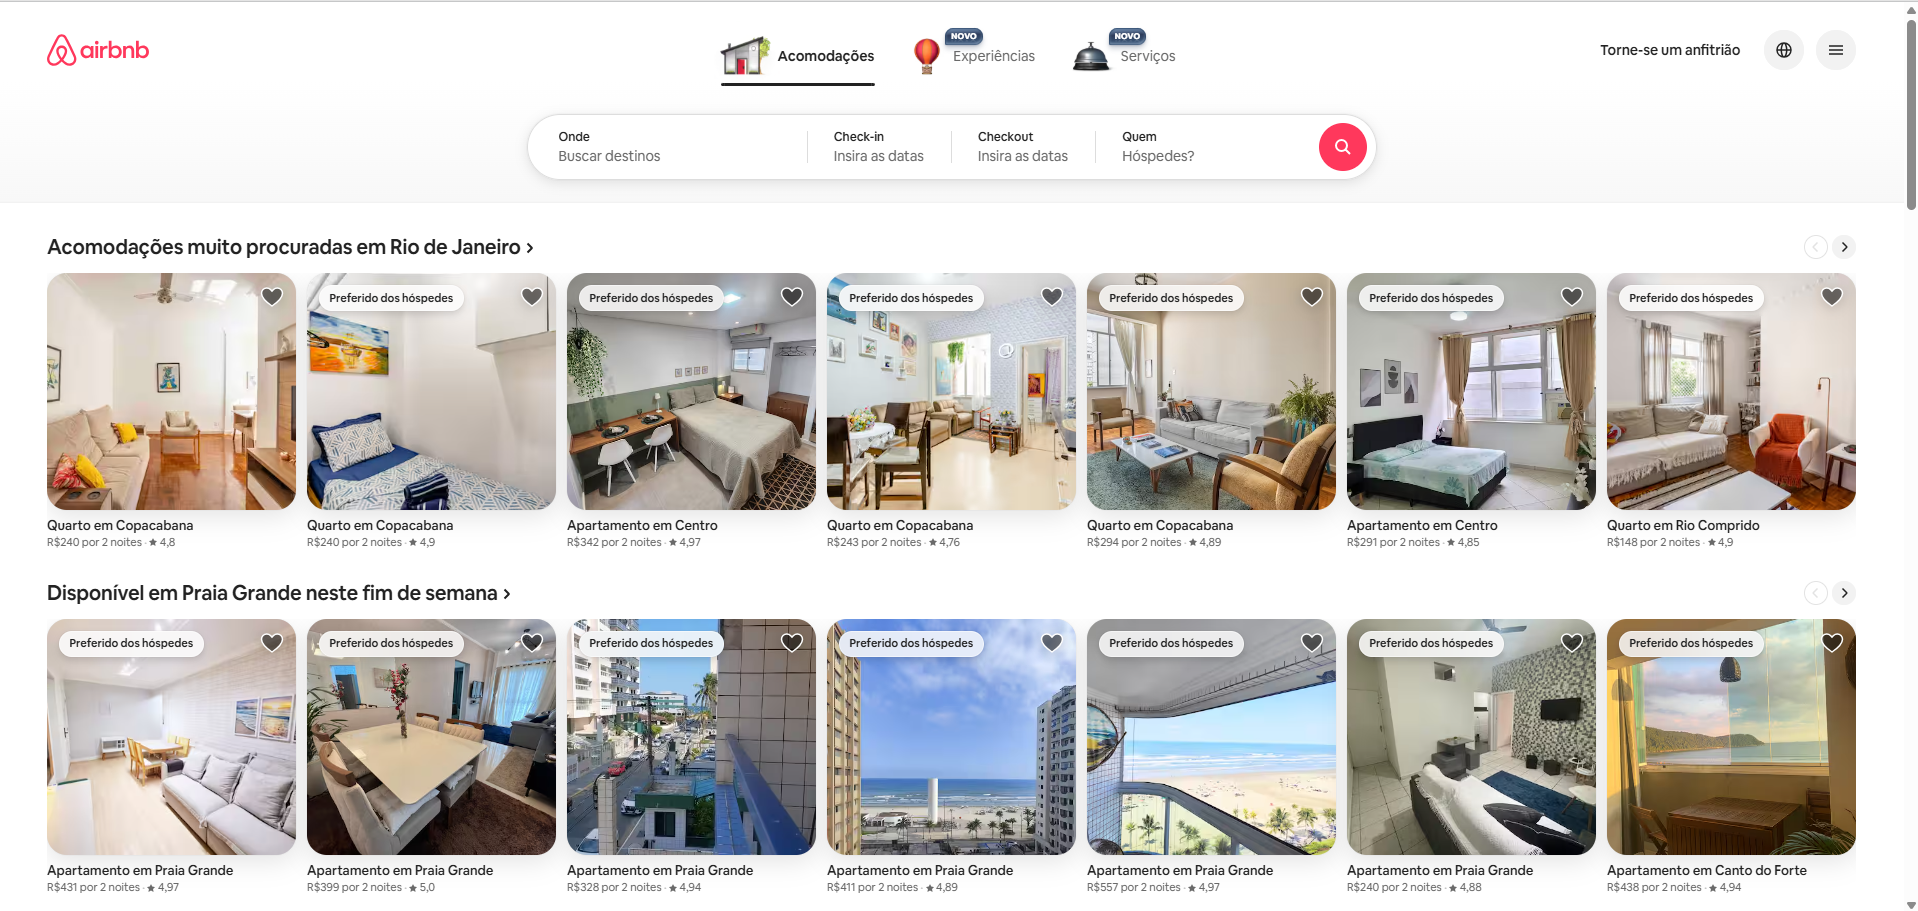 airbnb
Acomodações
NOVO
Experiências
NOVO
Serviços
Torne-se um anfitrião
Onde
Buscar destinos
Check-in
Insira as datas
Checkout
Insira as datas
Quem
Hóspedes?
Acomodações muito procuradas em Rio de Janeiro
Preferido dos hóspedes
Preferido dos hóspedes
Preferido dos hóspedes
Preferido dos hóspedes
Preferido dos hóspedes
Preferido dos hóspedes
Quarto em Copacabana
R$240 por 2 noites · ★ 4,8
Quarto em Copacabana
R$240 por 2 noites · ★ 4,9
Apartamento em Centro
R$342 por 2 noites · ★ 4,97
Quarto em Copacabana
R$243 por 2 noites · ★ 4,76
Quarto em Copacabana
R$294 por 2 noites · ★ 4,89
Apartamento em Centro
R$291 por 2 noites · ★ 4,85
Quarto em Rio Comprido
R$148 por 2 noites · ★ 4,9
Disponível em Praia Grande neste fim de semana
Preferido dos hóspedes
Preferido dos hóspedes
Preferido dos hóspedes
Preferido dos hóspedes
Preferido dos hóspedes
Preferido dos hóspedes
Preferido dos hóspedes
Apartamento em Praia Grande
R$431 por 2 noites · ★ 4,97
Apartamento em Praia Grande
R$399 por 2 noites · ★ 5,0
Apartamento em Praia Grande
R$328 por 2 noites · ★ 4,94
Apartamento em Praia Grande
R$411 por 2 noites · ★ 4,89
Apartamento em Praia Grande
R$557 por 2 noites · ★ 4,97
Apartamento em Praia Grande
R$240 por 2 noites · ★ 4,88
Apartamento em Canto do Forte
R$438 por 2 noites · ★ 4,94